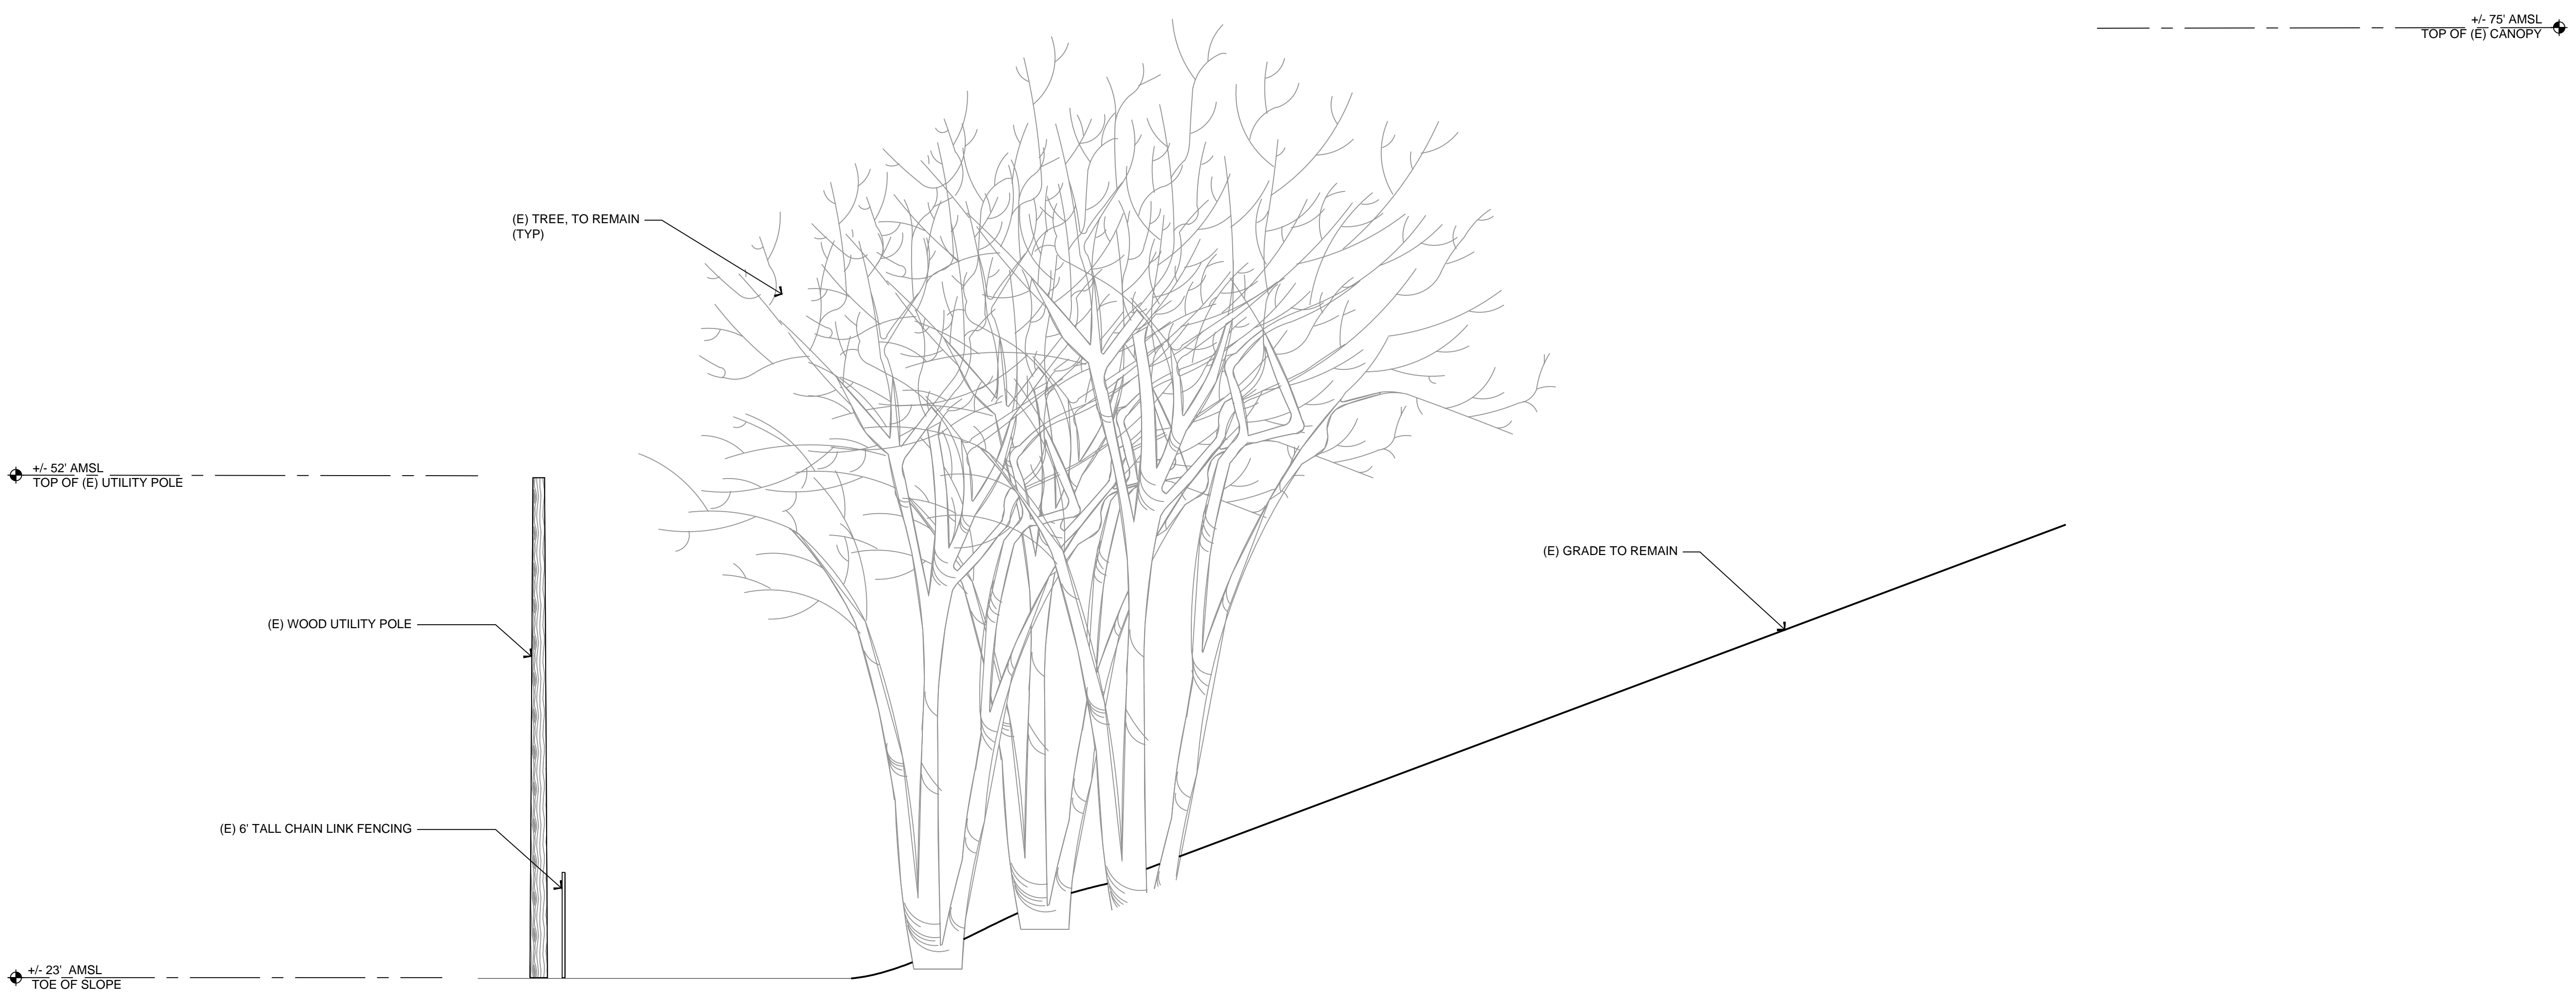 +/- 75' AMSL
TOP OF (E) CANOPY
(E) TREE, TO REMAIN
(TYP)
+/- 52' AMSL
TOP OF (E) UTILITY POLE
(E) GRADE TO REMAIN
(E) WOOD UTILITY POLE
(E) 6' TALL CHAIN LINK FENCING
+/- 23' AMSL
TOE OF SLOPE